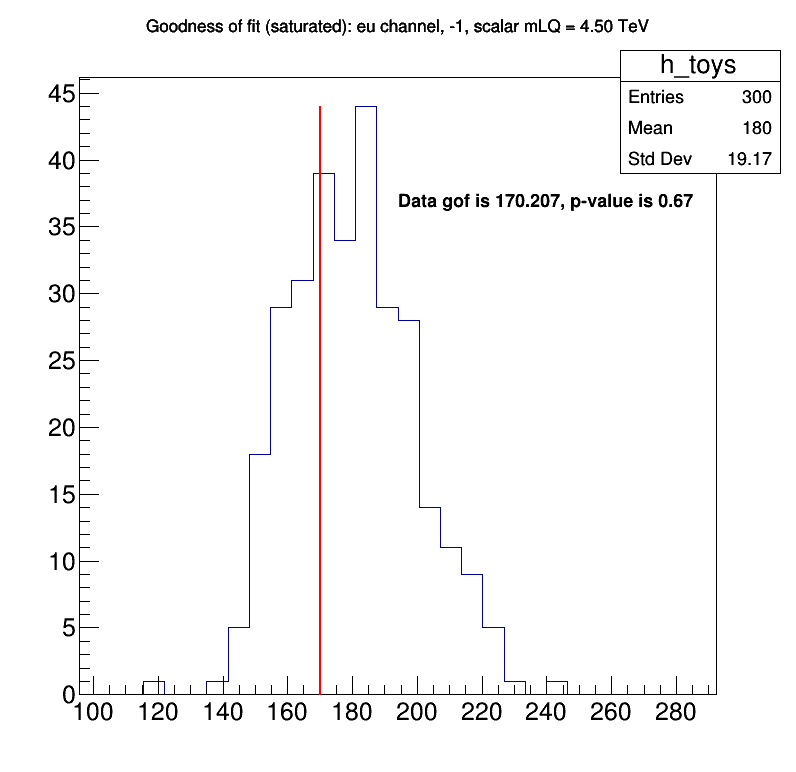 Goodness of fit (saturated): eu channel, -1, scalar mLQ = 4.50 TeV
h_toys
Entries 300
Mean 180
Std Dev 19.17
Data gof is 170.207, p-value is 0.67
45
40
35
30
25
20
15
10
5
0
100 120 140 160 180 200 220 240 260 280